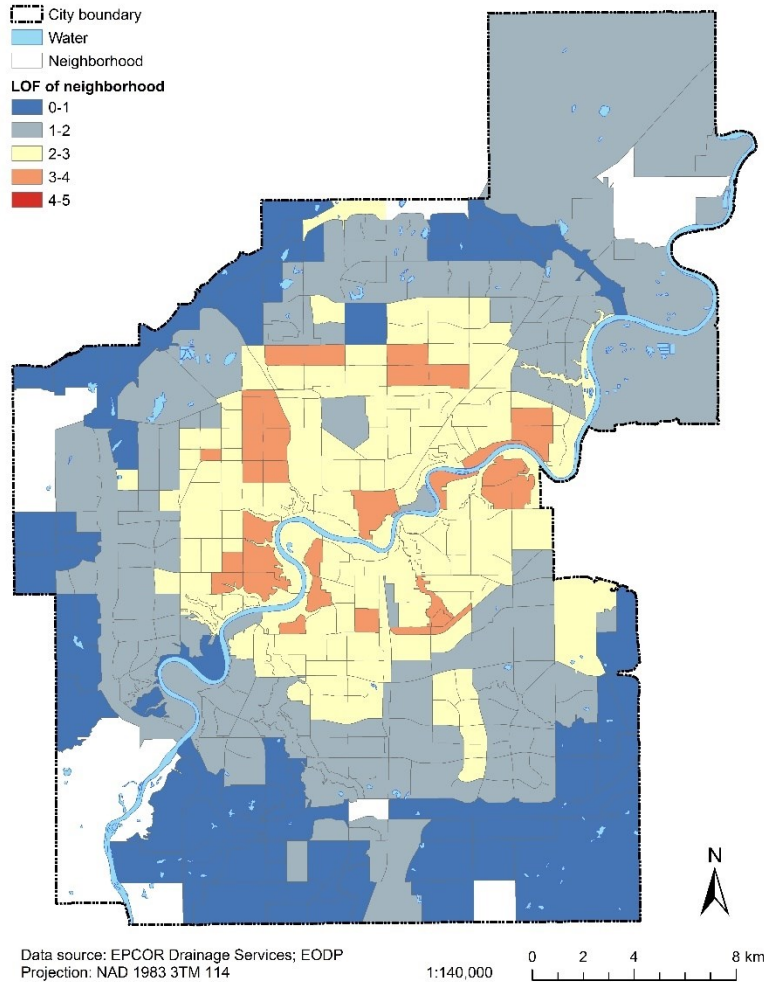 City boundary
Water
Neighborhood
LOF of neighborhood
0-1
1-2
2-3
3-4
4-5
N
Data source: EPCOR Drainage Services; EODP
Projection: NAD 1983 3TM 114
1:140,000
0 2 4 8 km